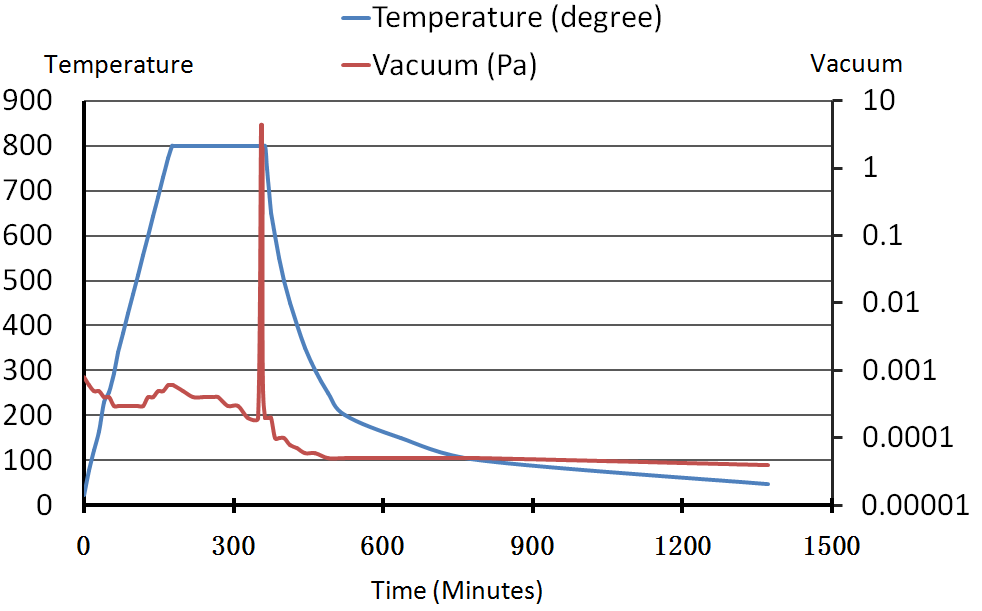 Temperature (degree)
Vacuum (Pa)
Temperature
Vacuum
900
800
700
600
500
400
300
200
100
0
10
1
0.1
0.01
0.001
0.0001
0.00001
0 300 600 900 1200 1500
Time (Minutes)